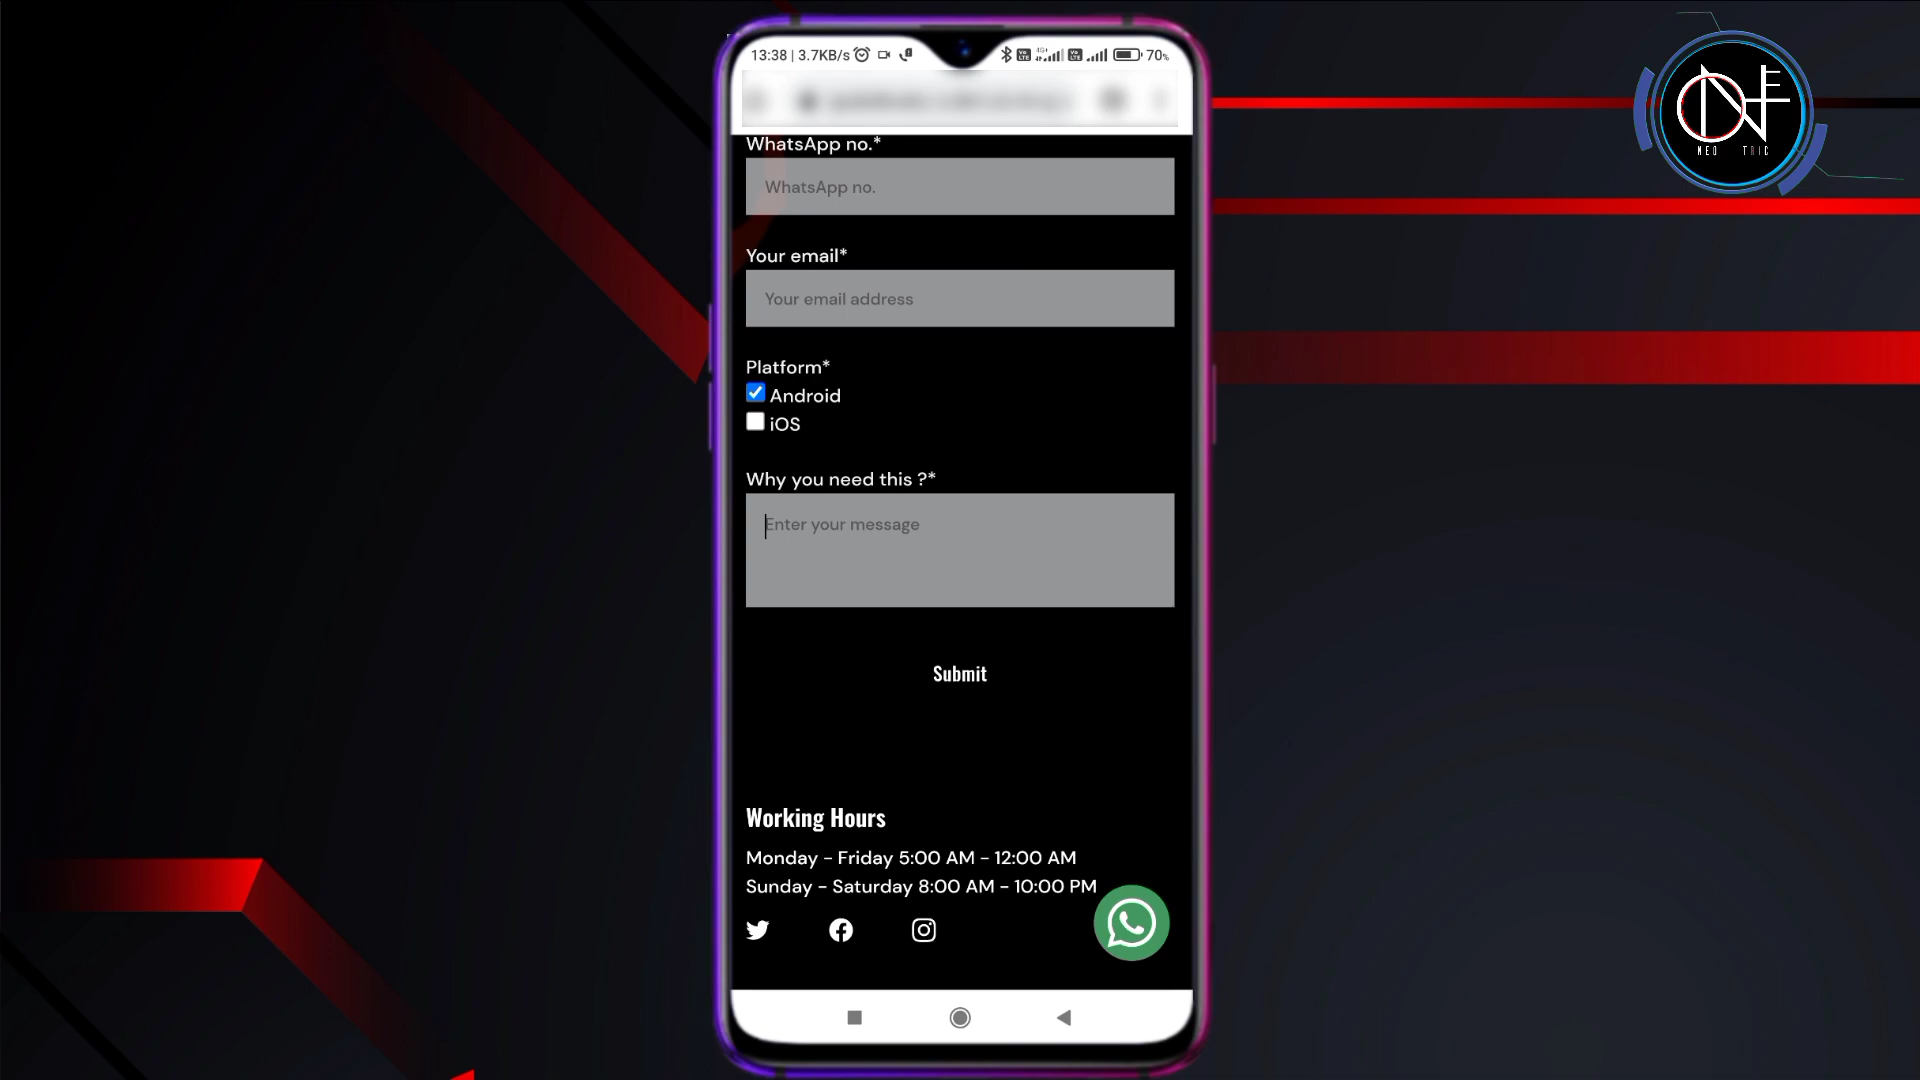 13:38 | 3.7KB/s 70%
WhatsApp no.*
WhatsApp no.
Your email*
Your email address
Platform*
Android
iOS
Why you need this ?*
Enter your message
Submit
Working Hours
Monday - Friday 5:00 AM - 12:00 AM
Sunday - Saturday 8:00 AM - 10:00 PM
NEO TRIC